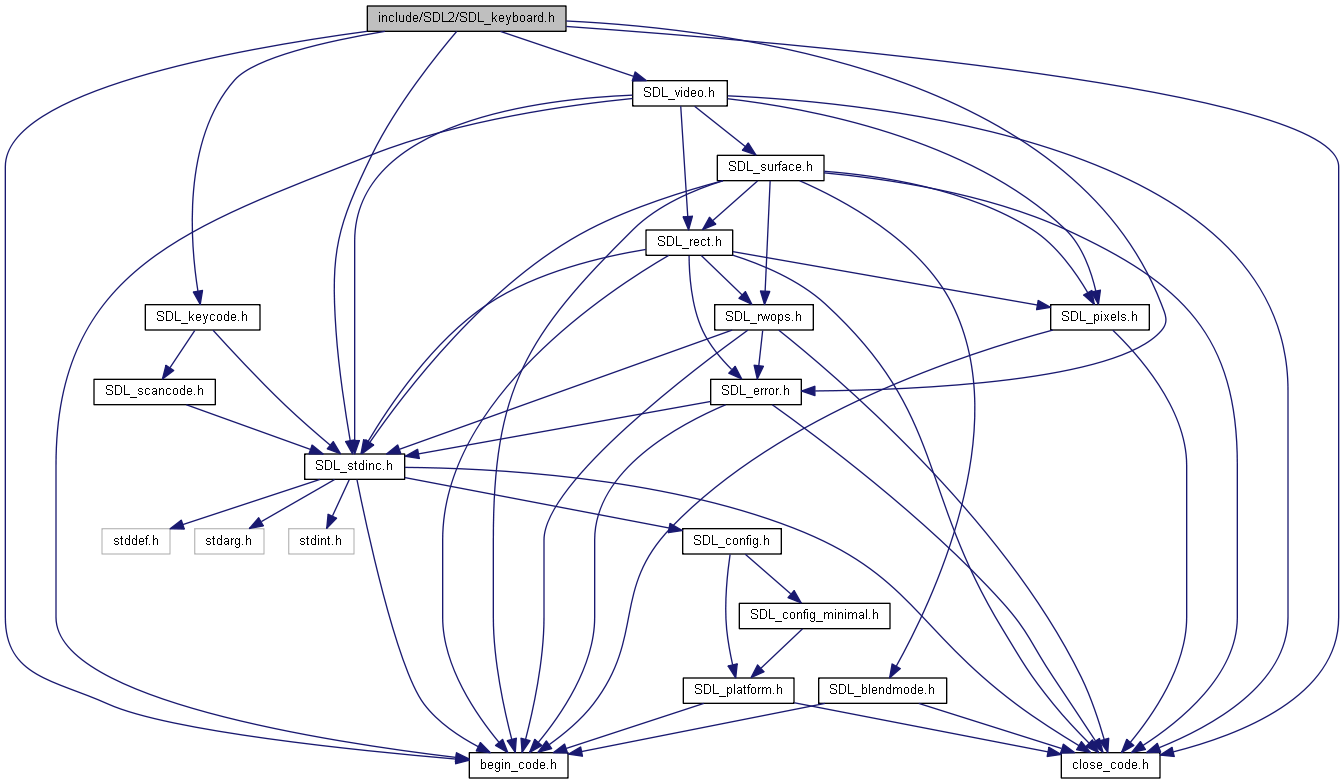 include/SDL2/SDL_keyboard.h
SDL_video.h
SDL_surface.h
SDL_rect.h
SDL_keycode.h
SDL_rwops.h
SDL_pixels.h
SDL_scancode.h
SDL_error.h
SDL_stdinc.h
stddef.h
stdarg.h
stdint.h
SDL_config.h
SDL_config_minimal.h
SDL_platform.h
SDL_blendmode.h
begin_code.h
close_code.h